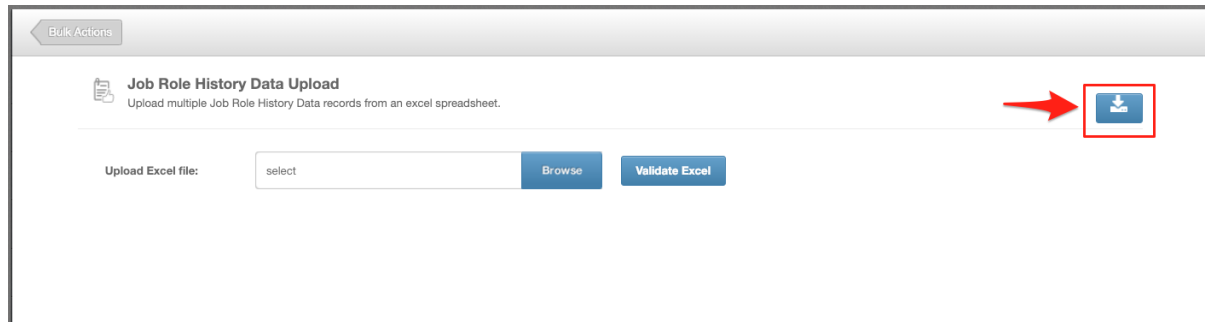 Bulk Actions
Job Role History Data Upload
Upload multiple Job Role History Data records from an excel spreadsheet.
Upload Excel file:
select
Browse
Validate Excel